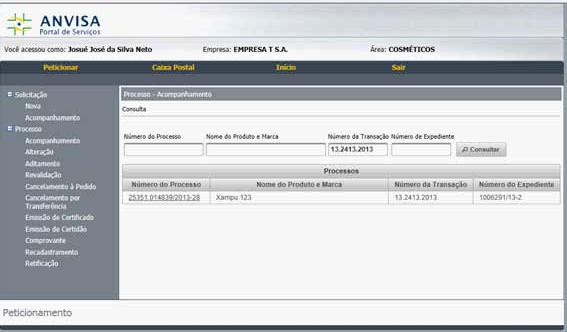 ANVISA
Portal de Serviços
Você acessou como: Josué José da Silva Neto Empresa: EMPRESA T S.A. Área: COSMÉTICOS
Peticionar Caixa Postal Início Sair
Solicitação
Nova
Acompanhamento
Processo
Acompanhamento
Alteração
Aditamento
Revalidação
Cancelamento à Pedido
Cancelamento por
Transferência
Emissão de Certificado
Emissão de Certidão
Comprovante
Recadastramento
Retificação
Processo - Acompanhamento
Consulta
Número do Processo Nome do Produto e Marca Número da Transação Número de Expediente
13.2413.2013 Consultar
Processos
Número do Processo Nome do Produto e Marca Número da Transação Número do Expediente
25351.014839/2013-28 Xampu 123 13.2413.2013 1006291/13-2
Peticionamento